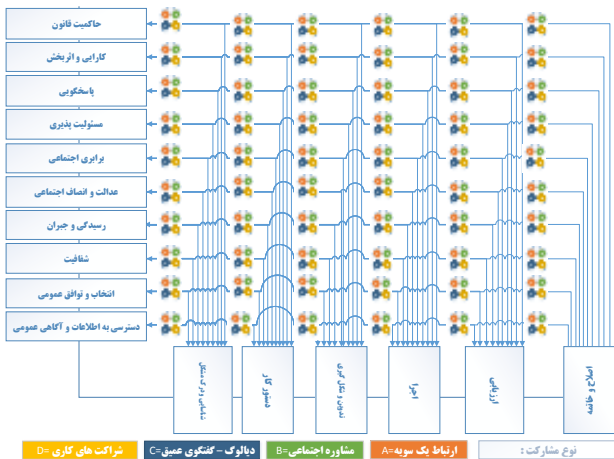 حاکمیت قانون
کارایی و اثربخش
پاسخگویی
مسئولیت پذیری
برابری اجتماعی
عدالت و انصاف اجتماعی
رسیدگی و جبران
شفافیت
انتخاب و توافق عمومی
دسترسی به اطلاعات و آگاهی عمومی
شناسایی و درک مشکل
دستور کار
تدوین و شکل گیری
اجرا
ارزیابی
اصلاح و خاتمه
نوع مشارکت :
ارتباط یک سویه=A
مشاوره اجتماعی=B
دیالوگ – گفتگوی عمیق=C
شراکت های کاری =D